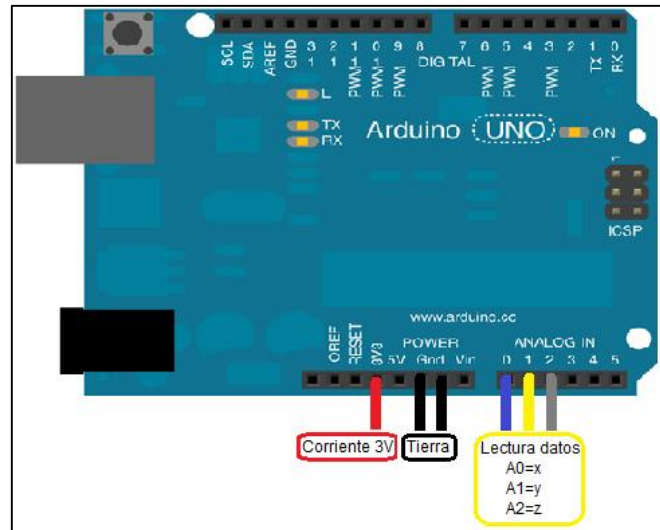 SCL
SDA
AREF
GND
13
12
PWM 11
PWM 10
PWM 9
8
DIGITAL
7
PWM 6
PWM 5
4
PWM 3
2
TX 1
RX 0
L
TX
RX
Arduino UNO ON
1
ICSP
www.arduino.cc
POWER ANALOG IN
OREF
RESET
3V3
5V Gnd Vin 0 1 2 3 4 5
Corriente 3V Tierra Lectura datos
A0=x
A1=y
A2=z